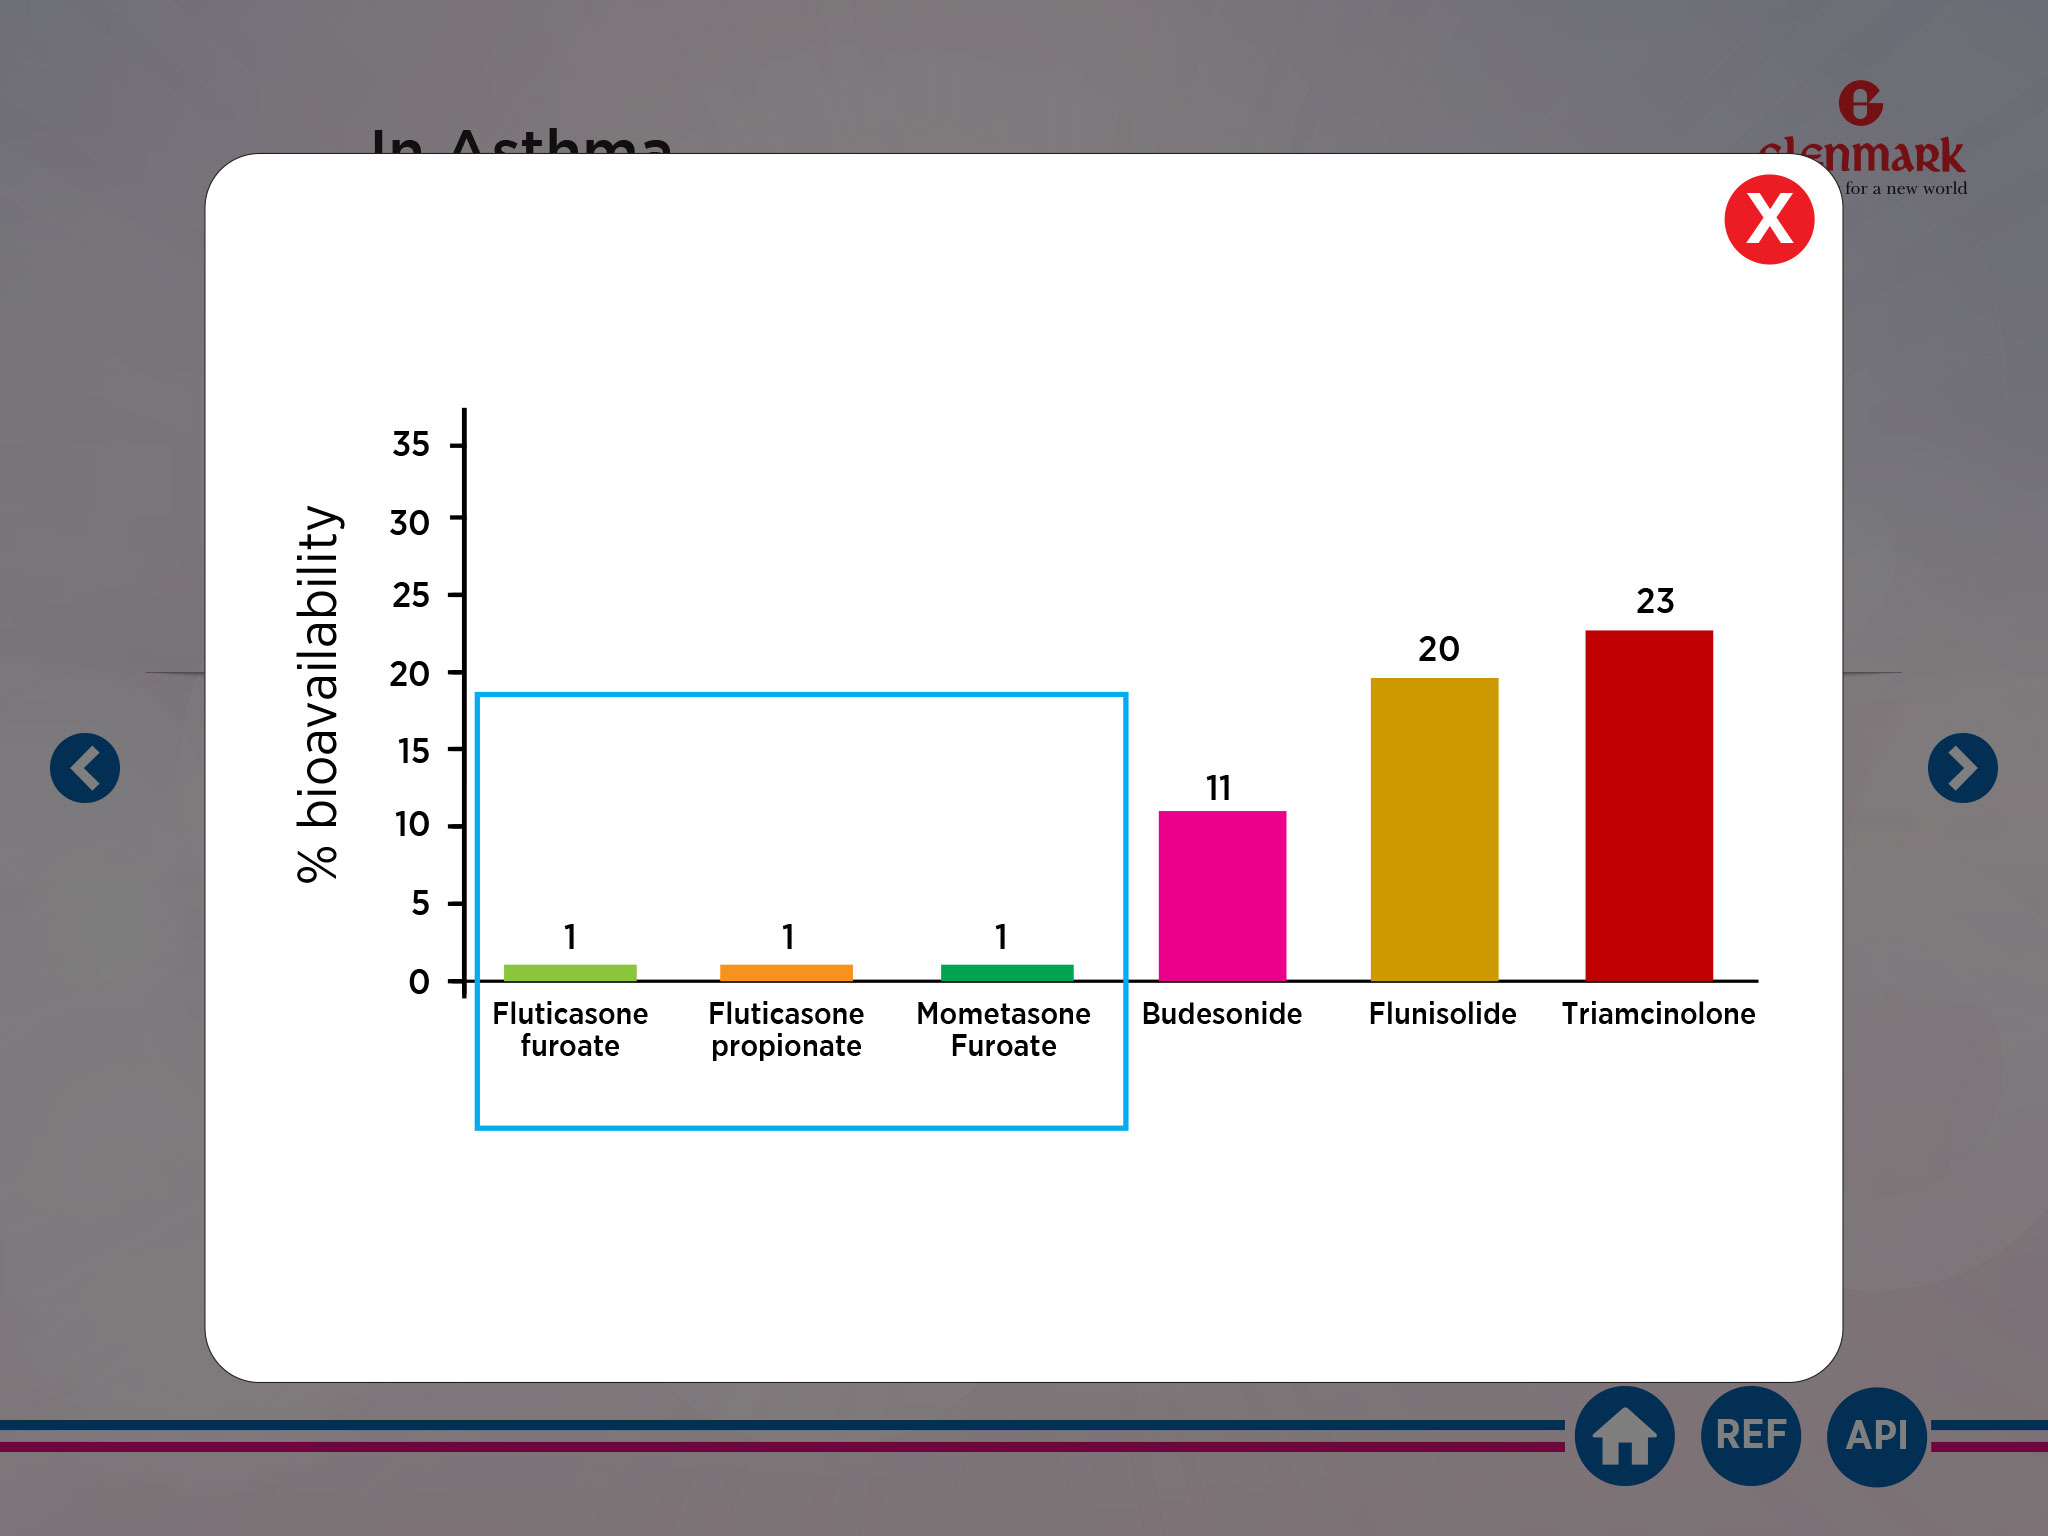 In Asthma
Glenmark
for a new world
X
% bioavailability
35
30
25
20
15
10
5
0
1
1
1
11
20
23
Fluticasone
furoate
Fluticasone
propionate
Mometasone
Furoate
Budesonide
Flunisolide
Triamcinolone
REF
API